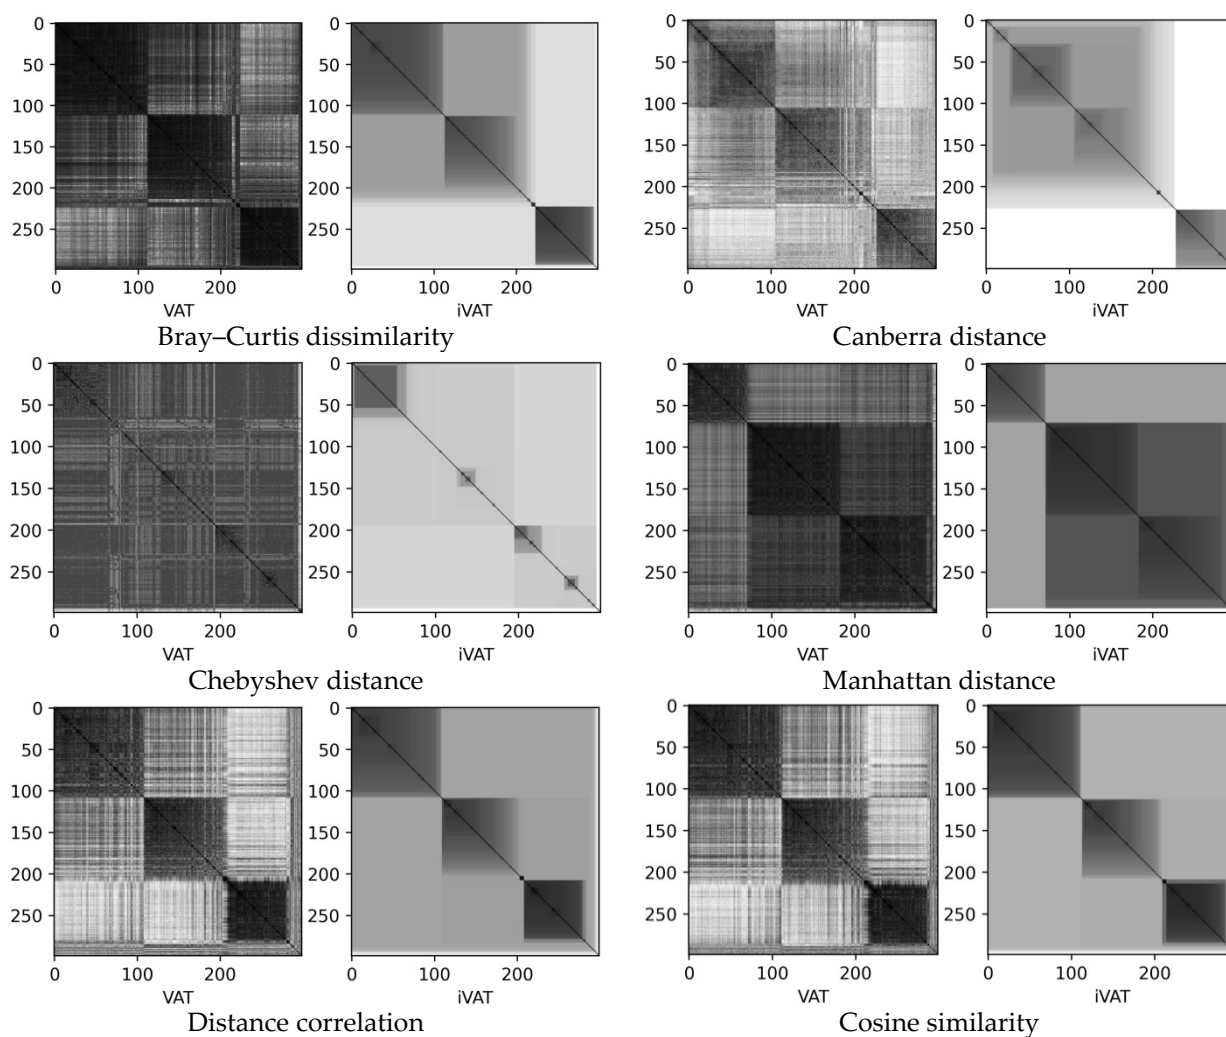 0 50 100 150 200 250
0 100 200
VAT
0 50 100 150 200 250
0 100 200
iVAT
Bray–Curtis dissimilarity
0 50 100 150 200 250
0 100 200
VAT
0 50 100 150 200 250
0 100 200
iVAT
Canberra distance
0 50 100 150 200 250
0 100 200
VAT
0 50 100 150 200 250
0 100 200
iVAT
Chebyshev distance
0 50 100 150 200 250
0 100 200
VAT
0 50 100 150 200 250
0 100 200
iVAT
Manhattan distance
0 50 100 150 200 250
0 100 200
VAT
0 50 100 150 200 250
0 100 200
iVAT
Distance correlation
0 50 100 150 200 250
0 100 200
VAT
0 50 100 150 200 250
0 100 200
iVAT
Cosine similarity